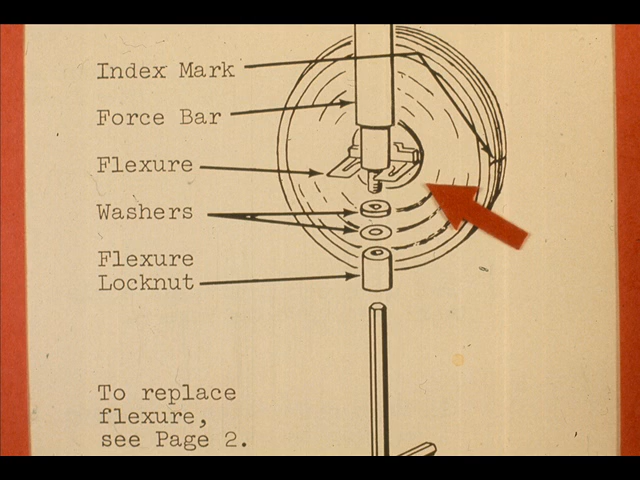 Index Mark
Force Bar
Flexure
Washers
Flexure
Locknut
To replace
flexure,
see Page 2.